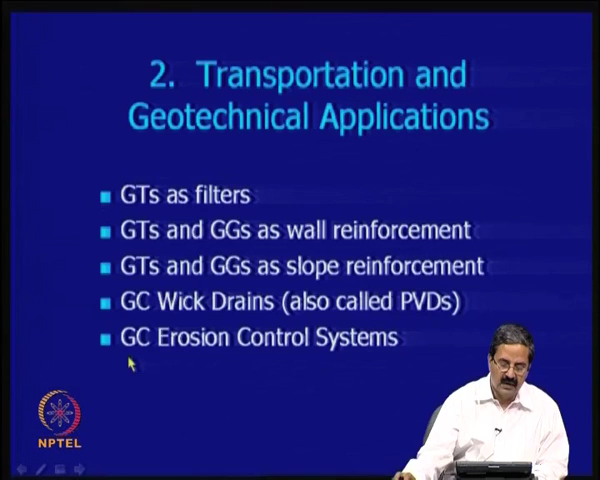 2. Transportation and
Geotechnical Applications
GTs as filters
GTs and GGs as wall reinforcement
GTs and GGs as slope reinforcement
GC Wick Drains (also called PVDs)
GC Erosion Control Systems
NPTEL